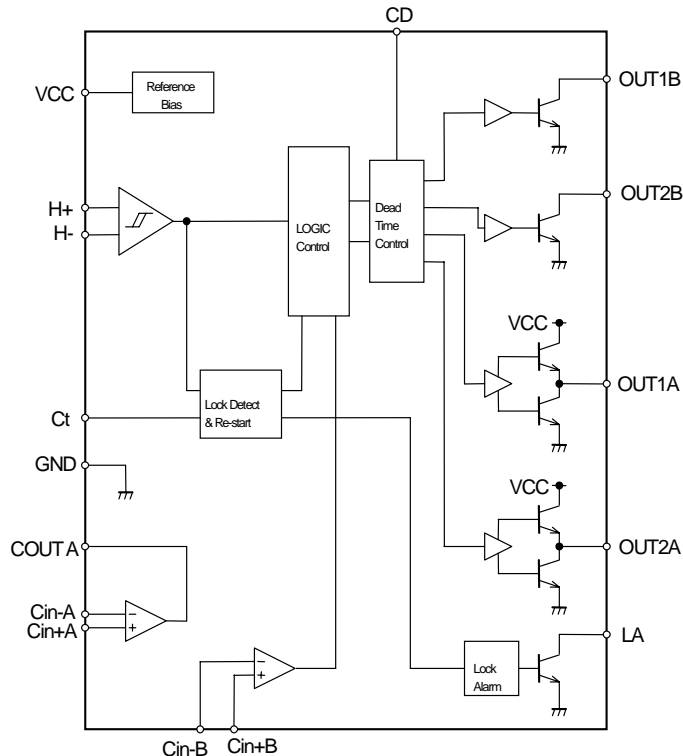 CD
OUT1B
VCC
Reference
Bias
OUT2B
H+
H-
LOGIC
Control
Dead
Time
Control
VCC
OUT1A
Lock Detect
& Re-start
Ct
GND
VCC
COUT A
OUT2A
Cin-A
Cin+A
−
+
LA
−
+
Lock
Alarm
Cin-B
Cin+B